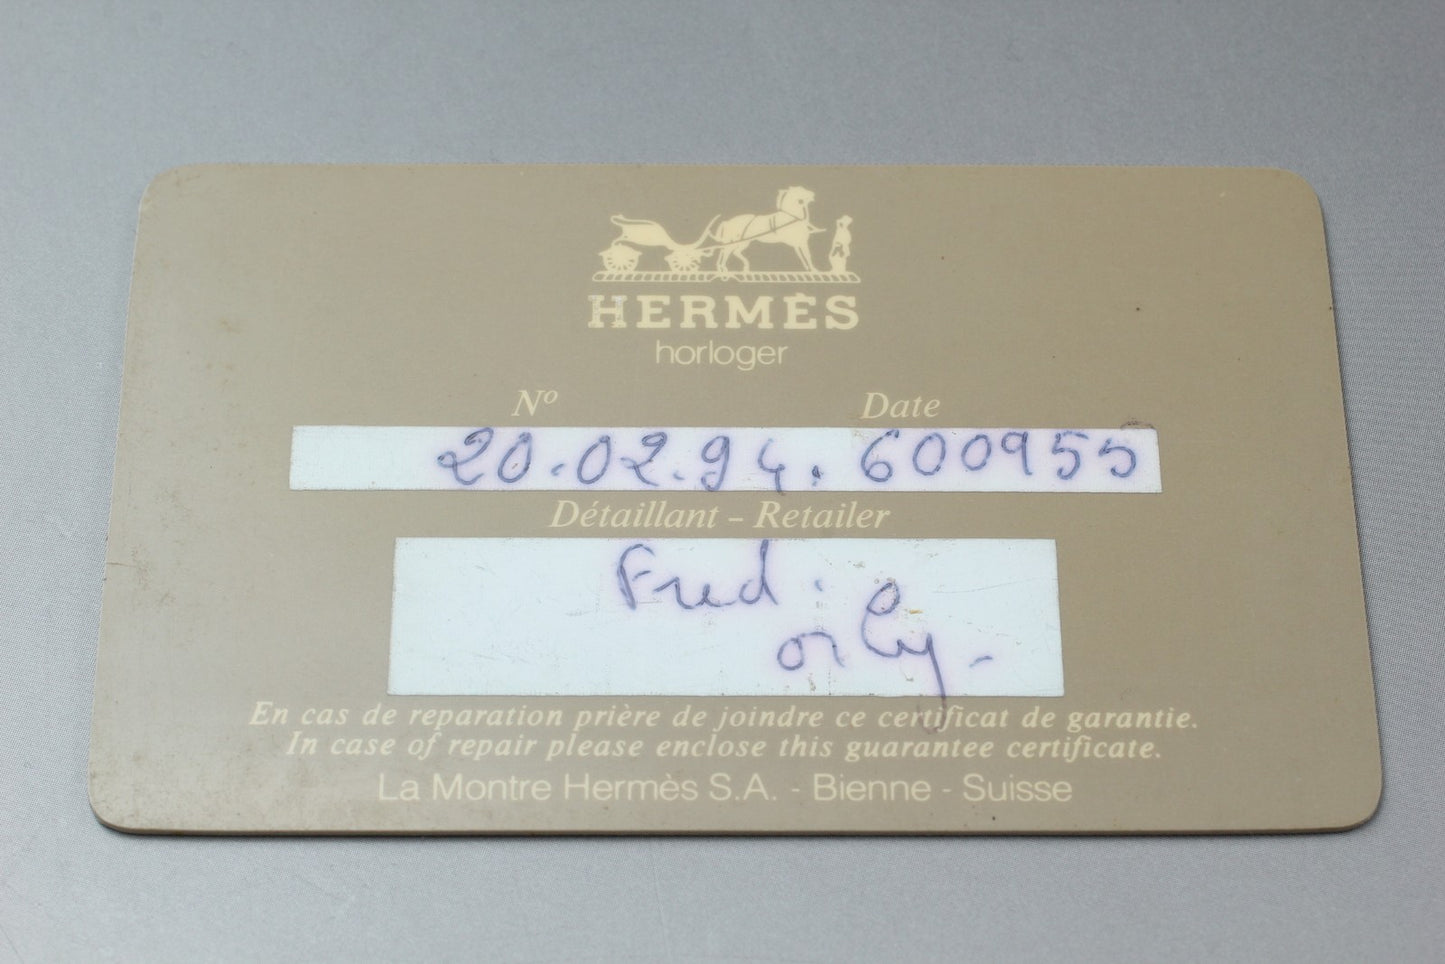 HERMÈS
horloger
Nº Date
20.02.94. 600955
Détaillant - Retailer
Fred.
orly -
En cas de reparation prière de joindre ce certificat de garantie.
In case of repair please enclose this guarantee certificate.
La Montre Hermès S.A. - Bienne - Suisse